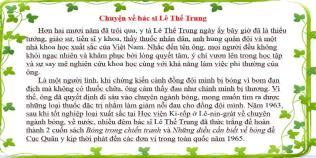 Chuyện về bác sĩ Lê Thế Trung
Hơn hai mươi năm đã trôi qua, y tá Lê Thế Trung ngày ấy bây giờ đã là thiếu
tướng, giáo sư, tiến sĩ y khoa, thầy thuốc nhân dân, anh hùng quân đội và một
nhà khoa học xuất sắc của Việt Nam. Nhắc đến tên ông, mọi người đều không
khỏi ngạc nhiên và khâm phục bởi lòng quyết tâm, ý chí vươn lên trong học tập
và sự say mê nghiên cứu khoa học cùng với khả năng làm việc phi thường của
ông.
Là một người lính, khi chứng kiến cảnh đồng đội mình bị bỏng vì bom đạn
địch mà không có thuốc chữa, ông cảm thấy đau như chính mình bị thương. Vì
thế, ông đã quyết định đi sâu vào chuyên ngành bỏng, mong muốn tìm ra được
những loại thuốc đặc trị nhằm làm giảm nỗi đau cho đồng đội mình. Năm 1963,
sau khi tốt nghiệp loại xuất sắc tại Học viện Ki-rốp ở Lê-nin-grát về chuyên
ngành bỏng, về nước, nhiều đêm bác sĩ Lê Thế Trung đã thức trắng để hoàn
thành 2 cuốn sách Bỏng trong chiến tranh và Những điều cần biết về bỏng để
Cục Quân y kịp thời phát đến các đơn vị trong toàn quốc năm 1965.